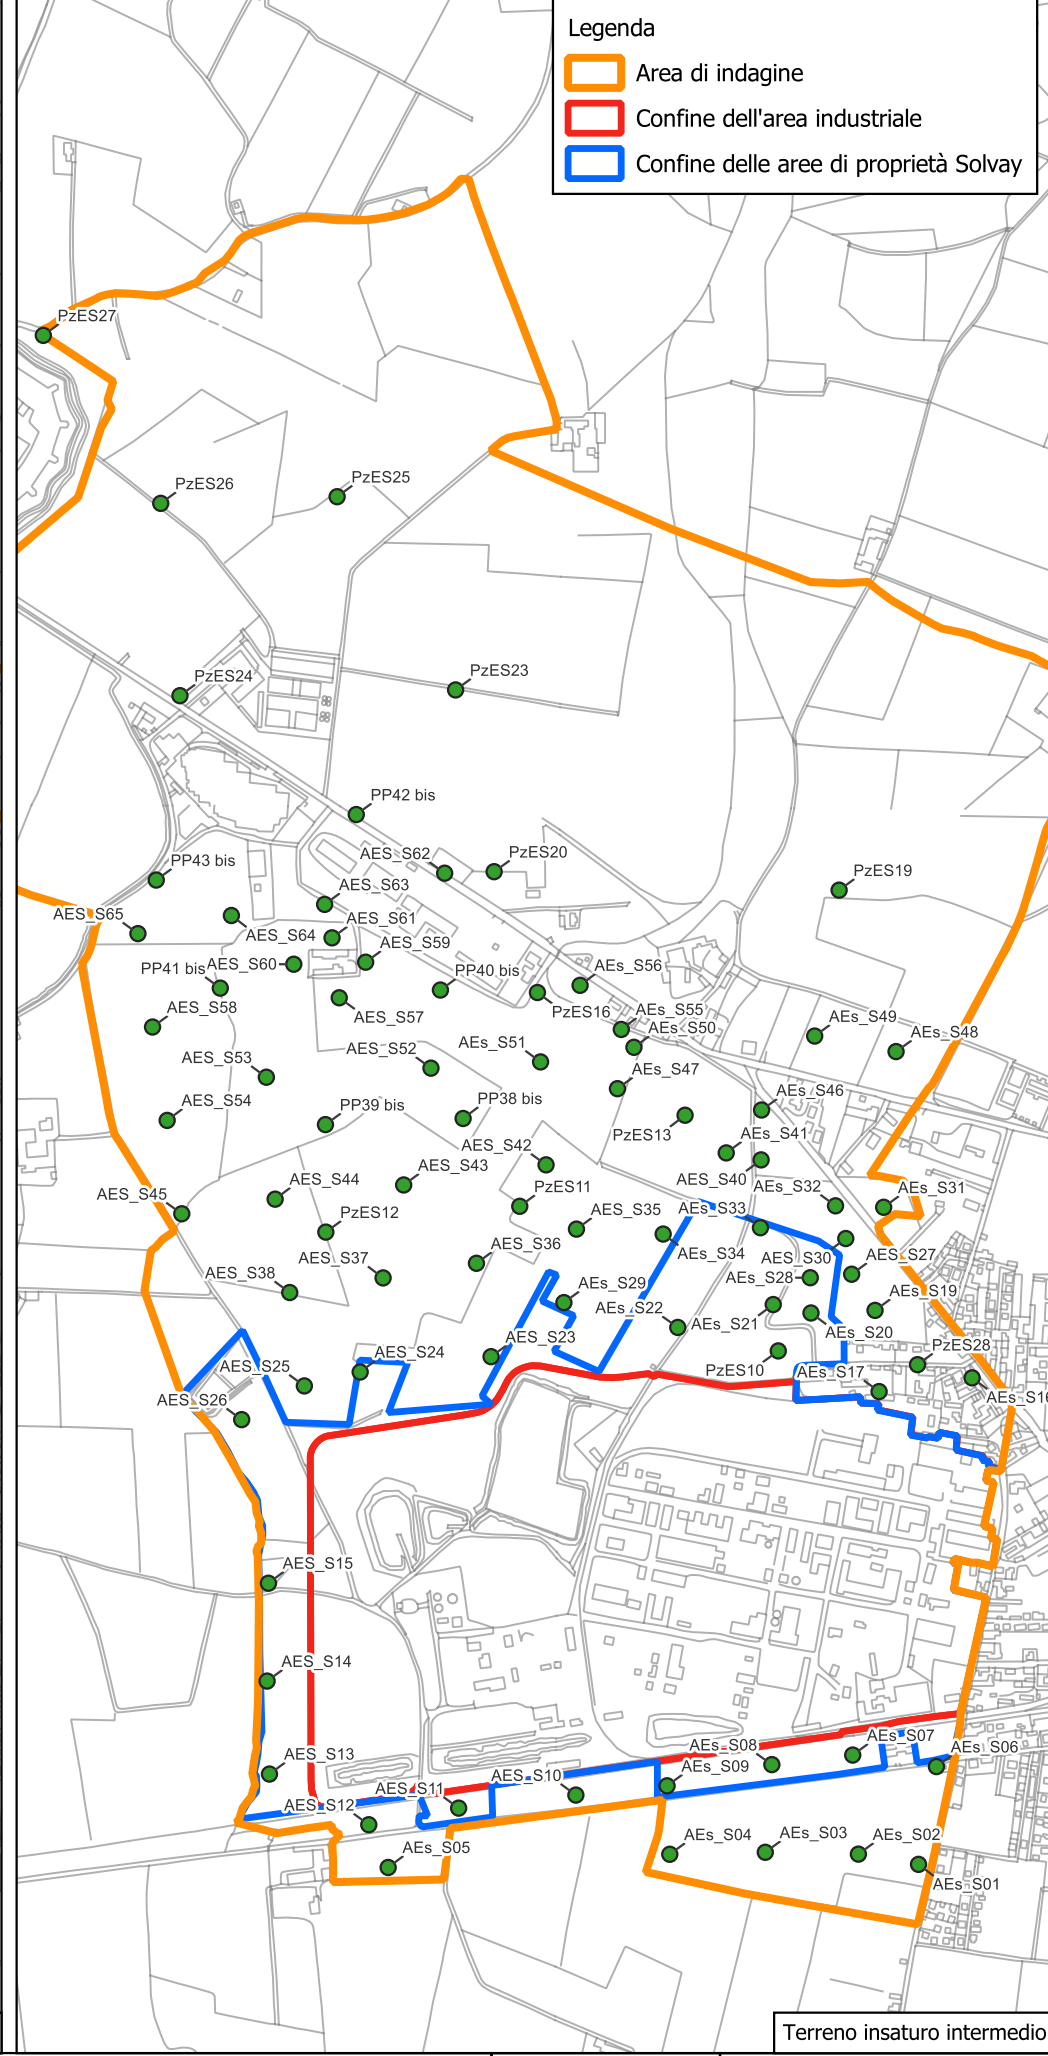 Legenda
Area di indagine
Confine dell'area industriale
Confine delle aree di proprietà Solvay
PzES27
PzES26
PzES25
PzES24
PzES23
PP42 bis
AES_S62
PzES20
PP43 bis
PzES19
AES_S63
AES_S65
AES_S61
AES_S64
AES_S59
AES_S60
PP41 bis
PP40 bis
AEs_S56
AES_S58
AES_S57
PzES16
AEs_S55
AEs_S50
AEs_S49
AEs_S48
AES_S53
AES_S52
AEs_S51
AEs_S47
AES_S54
PP39 bis
PP38 bis
PzES13
AEs_S46
AEs_S41
AES_S42
AES_S44
AES_S43
AES_S40
AEs_S32
AEs_S31
AES_S45
PzES11
PzES12
AES_S35
AEs_S33
AES_S37
AES_S36
AEs_S34
AES_S30
AEs_S27
AES_S38
AEs_S29
AEs_S28
AEs_S22
AEs_S21
AEs_S19
AEs_S20
AES_S23
AES_S24
PzES28
AES_S25
PzES10
AEs_S17
AES_S26
AEs_S16
AES_S15
AES_S14
AES_S13
AEs_S08
AEs_S07
AEs_S06
AES_S11
AES_S10
AEs_S09
AES_S12
AEs_S05
AEs_S04
AEs_S03
AEs_S02
AEs_S01
Terreno insaturo intermedio